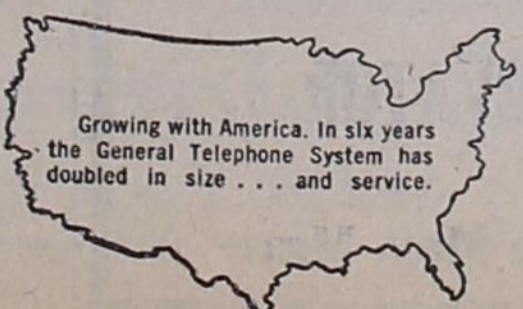 Growing with America. In six years
the General Telephone System has
doubled in size . . . and service.